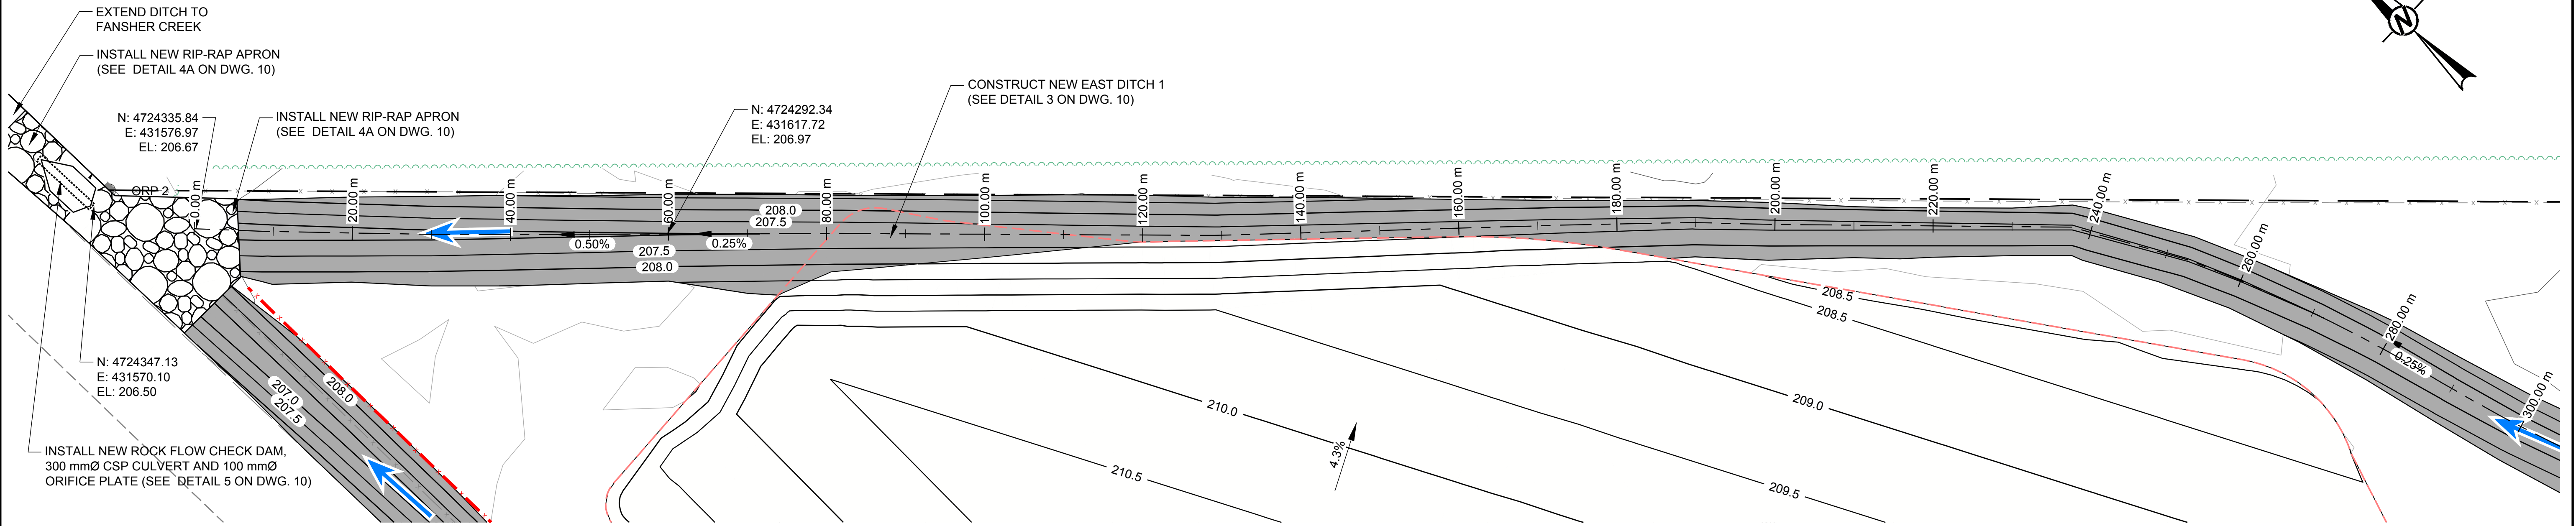 EXTEND DITCH TO
FANSHER CREEK
INSTALL NEW RIP-RAP APRON
(SEE DETAIL 4A ON DWG. 10)
N: 4724335.84
E: 431576.97
EL: 206.67
INSTALL NEW RIP-RAP APRON
(SEE DETAIL 4A ON DWG. 10)
N: 4724292.34
E: 431617.72
EL: 206.97
CONSTRUCT NEW EAST DITCH 1
(SEE DETAIL 3 ON DWG. 10)
N
ORP 2
0.00 m
20.00 m
40.00 m
60.00 m
80.00 m
100.00 m
120.00 m
140.00 m
160.00 m
180.00 m
200.00 m
220.00 m
240.00 m
260.00 m
280.00 m
300.00 m
208.0
207.5
0.50%
0.25%
207.5
208.0
0.25%
208.5
208.5
209.0
209.5
210.0
210.5
4.3%
N: 4724347.13
E: 431570.10
EL: 206.50
208.0
207.0
207.5
INSTALL NEW ROCK FLOW CHECK DAM,
300 mmØ CSP CULVERT AND 100 mmØ
ORIFICE PLATE (SEE DETAIL 5 ON DWG. 10)